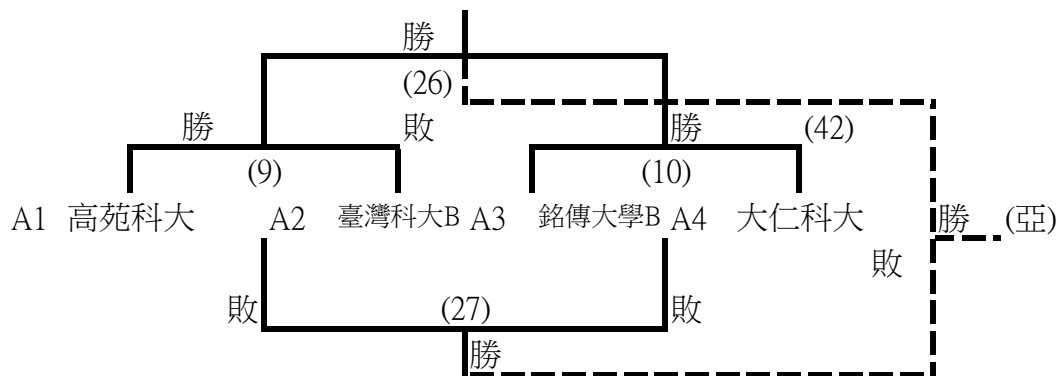 勝
(26)
勝
敗
勝
(42)
(9)
(10)
A1 高苑科大 A2 臺灣科大B A3 銘傳大學B A4 大仁科大
勝 (亞)
敗
敗
(27)
敗
勝